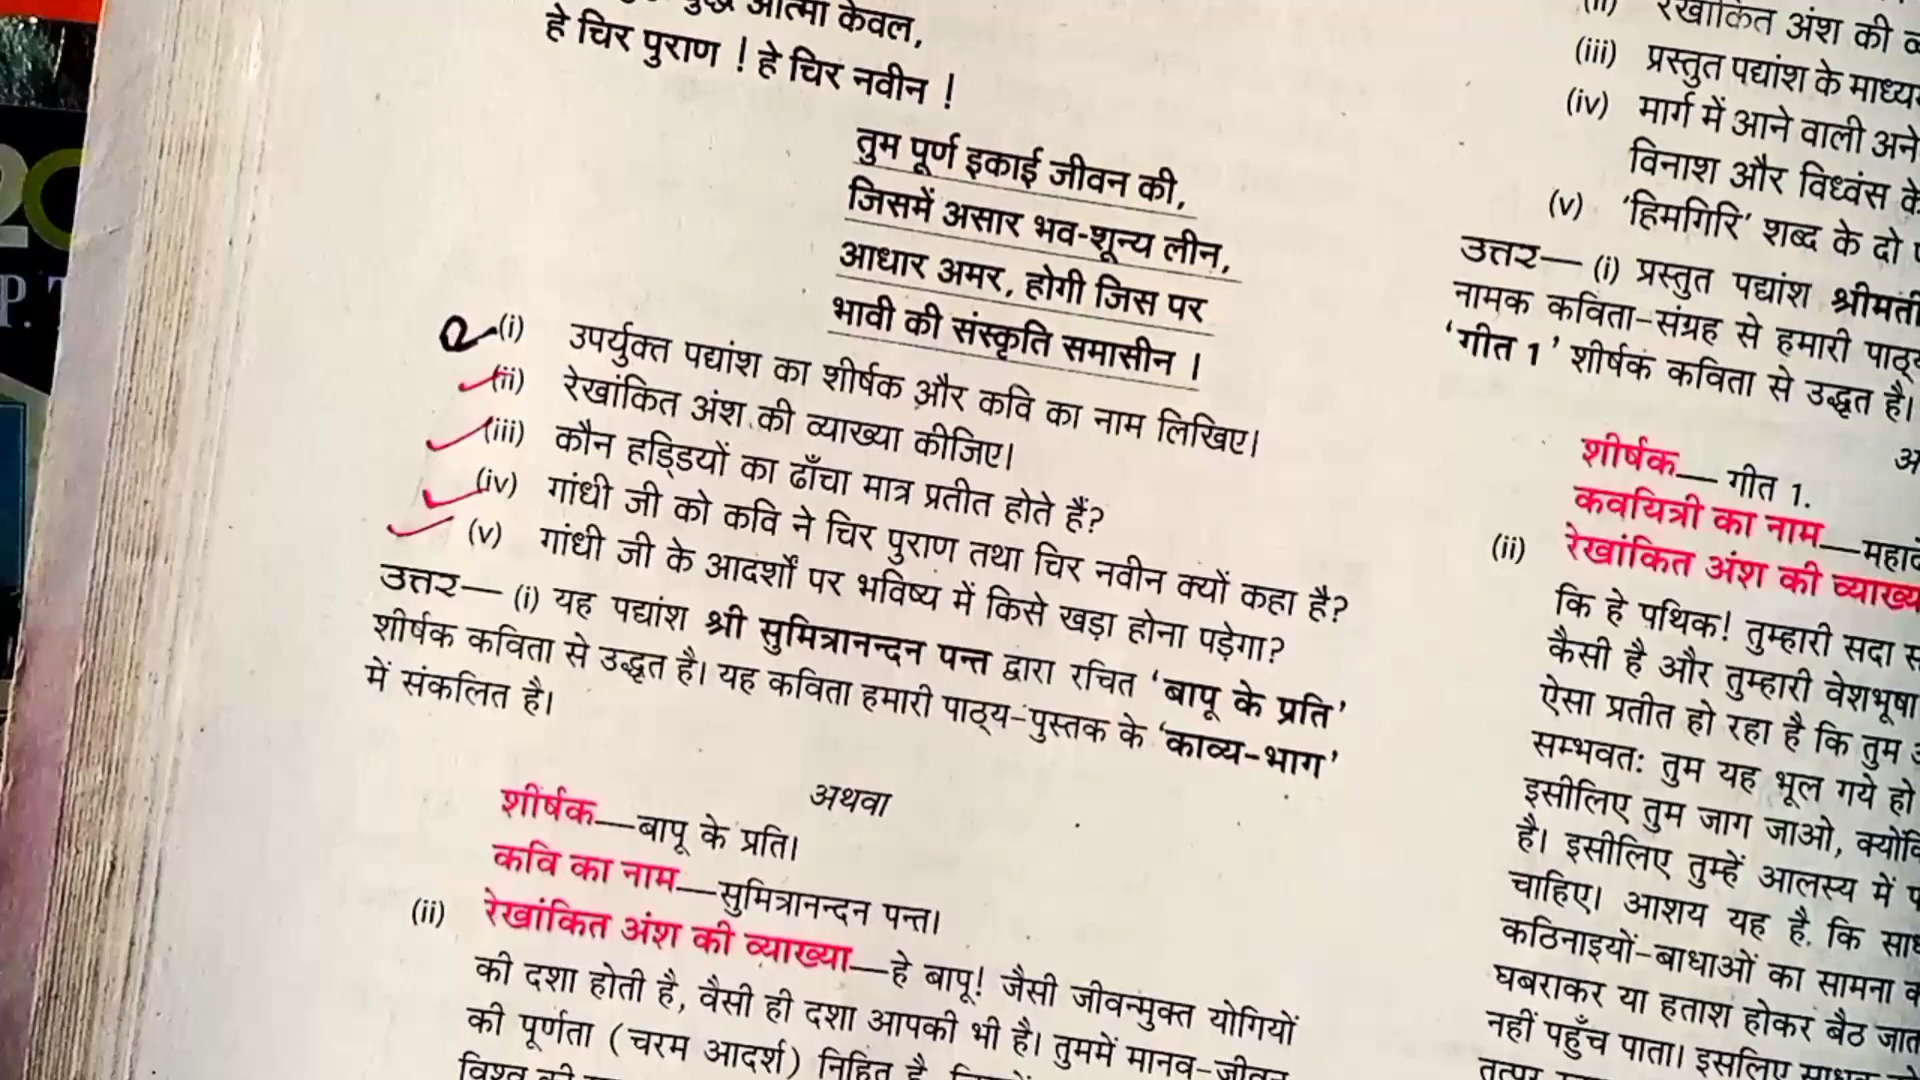 आत्मा केवल,
हे चिर पुराण ! हे चिर नवीन !
तुम पूर्ण इकाई जीवन की,
जिसमें असार भव-शून्य लीन,
आधार अमर, होगी जिस पर
भावी की संस्कृति समासीन ।
(i) उपर्युक्त पद्यांश का शीर्षक और कवि का नाम लिखिए।
(ii) रेखांकित अंश की व्याख्या कीजिए।
(iii) कौन हड्डियों का ढाँचा मात्र प्रतीत होते हैं?
(iv) गांधी जी को कवि ने चिर पुराण तथा चिर नवीन क्यों कहा है?
(v) गांधी जी के आदर्शों पर भविष्य में किसे खड़ा होना पड़ेगा?
उत्तर— (i) यह पद्यांश श्री सुमित्रानन्दन पन्त द्वारा रचित ‘बापू के प्रति’
शीर्षक कविता से उद्धृत है। यह कविता हमारी पाठ्य-पुस्तक के ‘काव्य-भाग’
में संकलित है।
अथवा
शीर्षक—बापू के प्रति।
कवि का नाम—सुमित्रानन्दन पन्त।
(ii) रेखांकित अंश की व्याख्या—हे बापू! जैसी जीवन्मुक्त योगियों
की दशा होती है, वैसी ही दशा आपकी भी है। तुममें मानव-जीवन
की पूर्णता (चरम आदर्श) निहित है,
विश्व की
(ii) रेखांकित अंश की
(iii) प्रस्तुत पद्यांश के
(iv) मार्ग में आने वाली
विनाश और विध्वंस के
(v) ‘हिमगिरि’ शब्द के दो
उत्तर— (i) प्रस्तुत पद्यांश श्रीमती
नामक कविता-संग्रह से हमारी
‘गीत 1’ शीर्षक कविता से उद्धृत है।
शीर्षक— गीत 1.
कवयित्री का नाम—
(ii) रेखांकित अंश की
कि हे पथिक! तुम्हारी सदा
कैसी है और तुम्हारी वेशभूषा
ऐसा प्रतीत हो रहा है कि तुम
सम्भवत: तुम यह भूल गये हो
इसीलिए तुम जाग जाओ,
है। इसीलिए तुम्हें आलस्य में
चाहिए। आशय यह है. कि
कठिनाइयों-बाधाओं का सामना
घबराकर या हताश होकर बैठ
नहीं पहुँच पाता। इसलिए